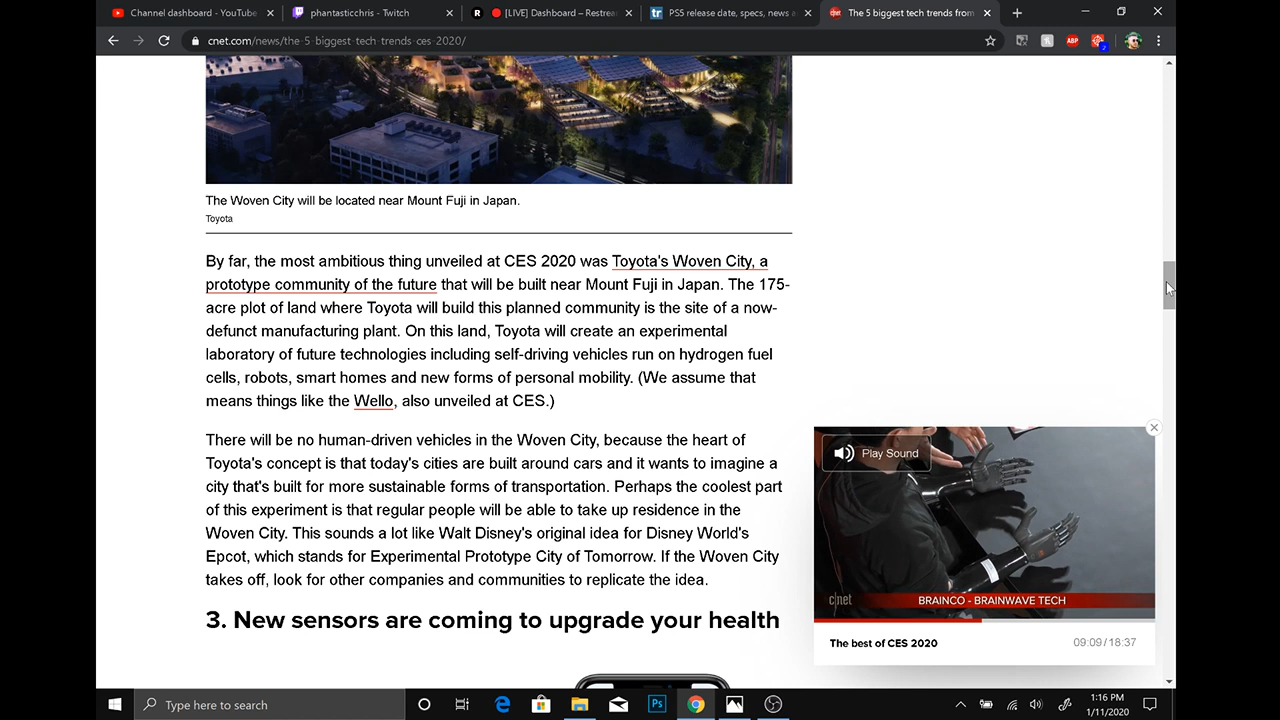 Channel dashboard - YouTube
phantasticchris - Twitch
[LIVE] Dashboard – Restrea
PS5 release date, specs, news a
The 5 biggest tech trends from
cnet.com/news/the-5-biggest-tech-trends-ces-2020/
ABP
The Woven City will be located near Mount Fuji in Japan.
Toyota
By far, the most ambitious thing unveiled at CES 2020 was Toyota's Woven City, a
prototype community of the future that will be built near Mount Fuji in Japan. The 175-
acre plot of land where Toyota will build this planned community is the site of a now-
defunct manufacturing plant. On this land, Toyota will create an experimental
laboratory of future technologies including self-driving vehicles run on hydrogen fuel
cells, robots, smart homes and new forms of personal mobility. (We assume that
means things like the Wello, also unveiled at CES.)
There will be no human-driven vehicles in the Woven City, because the heart of
Toyota's concept is that today's cities are built around cars and it wants to imagine a
city that's built for more sustainable forms of transportation. Perhaps the coolest part
of this experiment is that regular people will be able to take up residence in the
Woven City. This sounds a lot like Walt Disney's original idea for Disney World's
Epcot, which stands for Experimental Prototype City of Tomorrow. If the Woven City
takes off, look for other companies and communities to replicate the idea.
3. New sensors are coming to upgrade your health
Play Sound
c|net
BRAINCO - BRAINWAVE TECH
The best of CES 2020
09:09 / 18:37
Type here to search
Ps
1:16 PM
1/11/2020